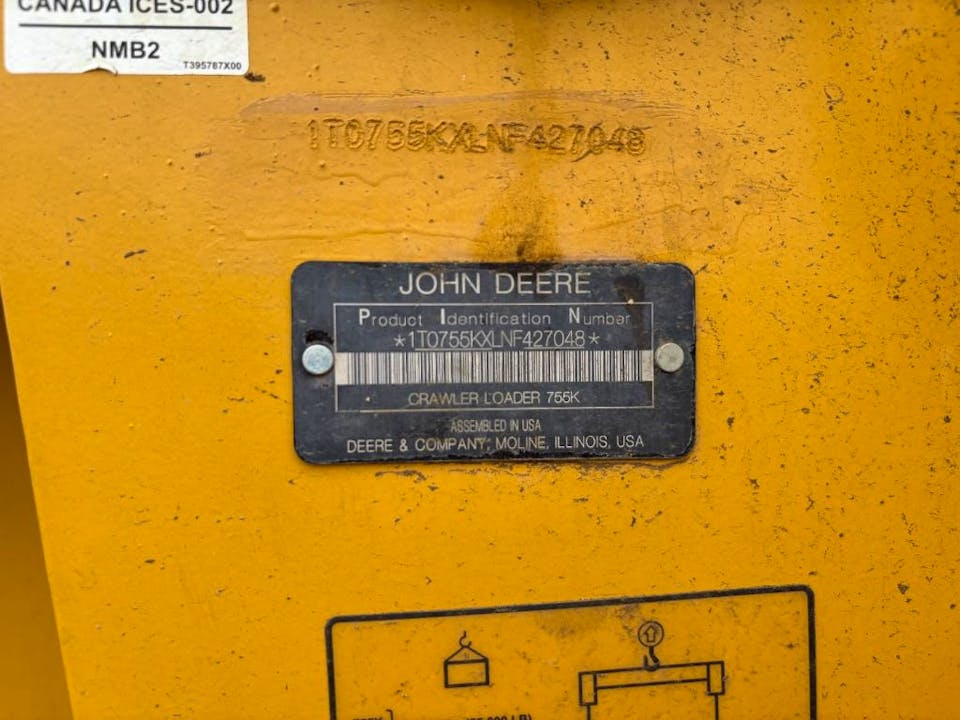 CANADA ICES-002
NMB2
T395787X00
1T0755KXLNF427048
JOHN DEERE
Product Identification Number
*1T0755KXLNF427048*
CRAWLER LOADER 755K
ASSEMBLED IN USA
DEERE & COMPANY, MOLINE, ILLINOIS, USA